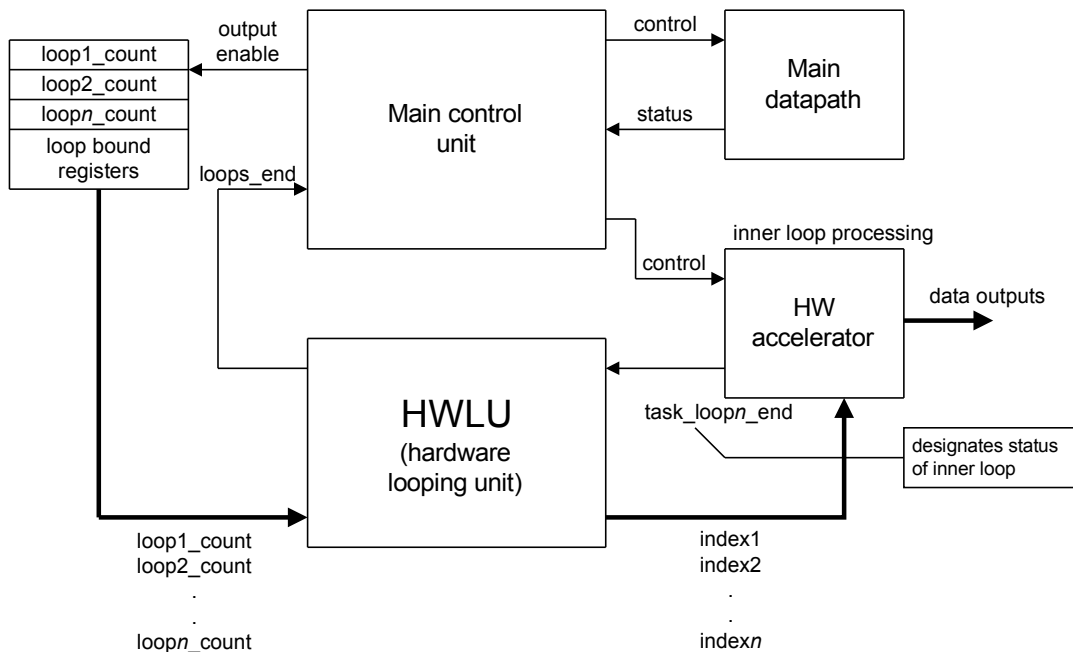 loop1_count
loop2_count
loopn_count
loop bound
registers
output
enable
loops_end
Main control
unit
control
status
Main
datapath
control
inner loop processing
HW
accelerator
data outputs
HWLU
(hardware
looping unit)
task_loopn_end
designates status
of inner loop
loop1_count
loop2_count
.
.
loopn_count
index1
index2
.
.
indexn